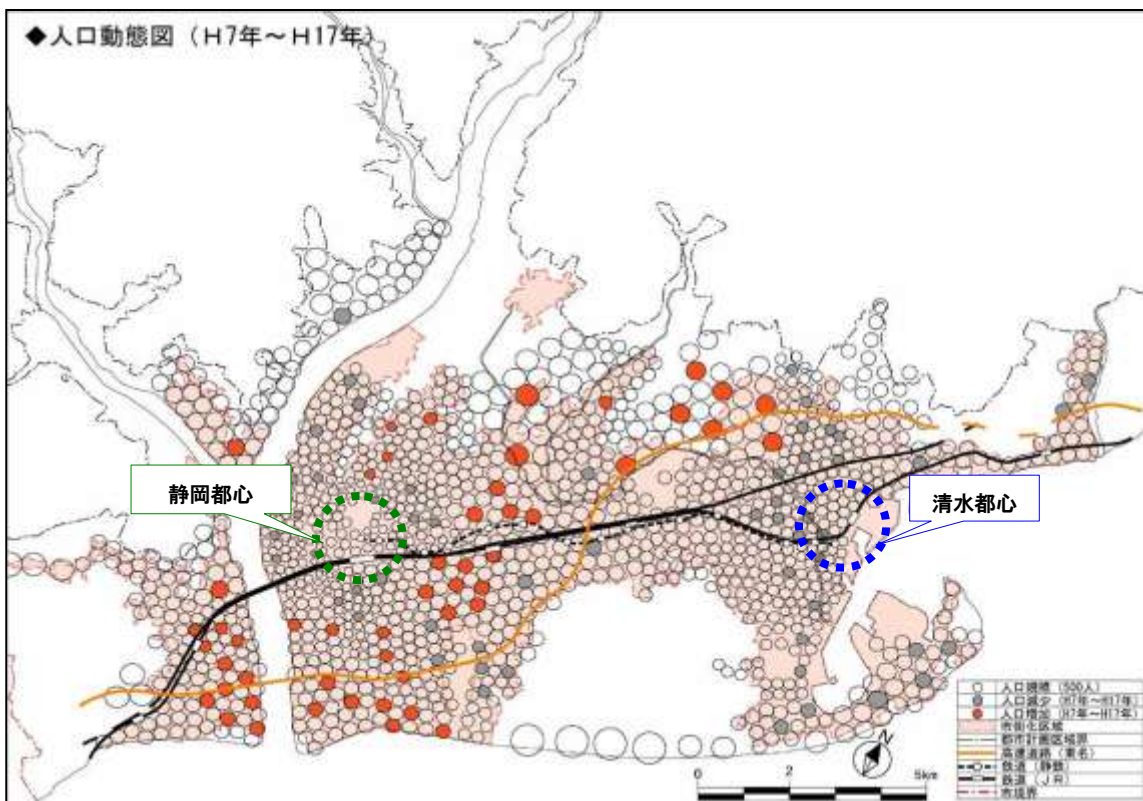 ◆人口動態図（H7年～H17年）
静岡都心
清水都心
人口規模（500人）
人口減少（H7年～H17年）
人口増加（H7年～H17年）
市街化区域
都市計画区域界
高速道路（東名）
鉄道（静鉄）
鉄道（JR）
市境界
N
0 2 5km